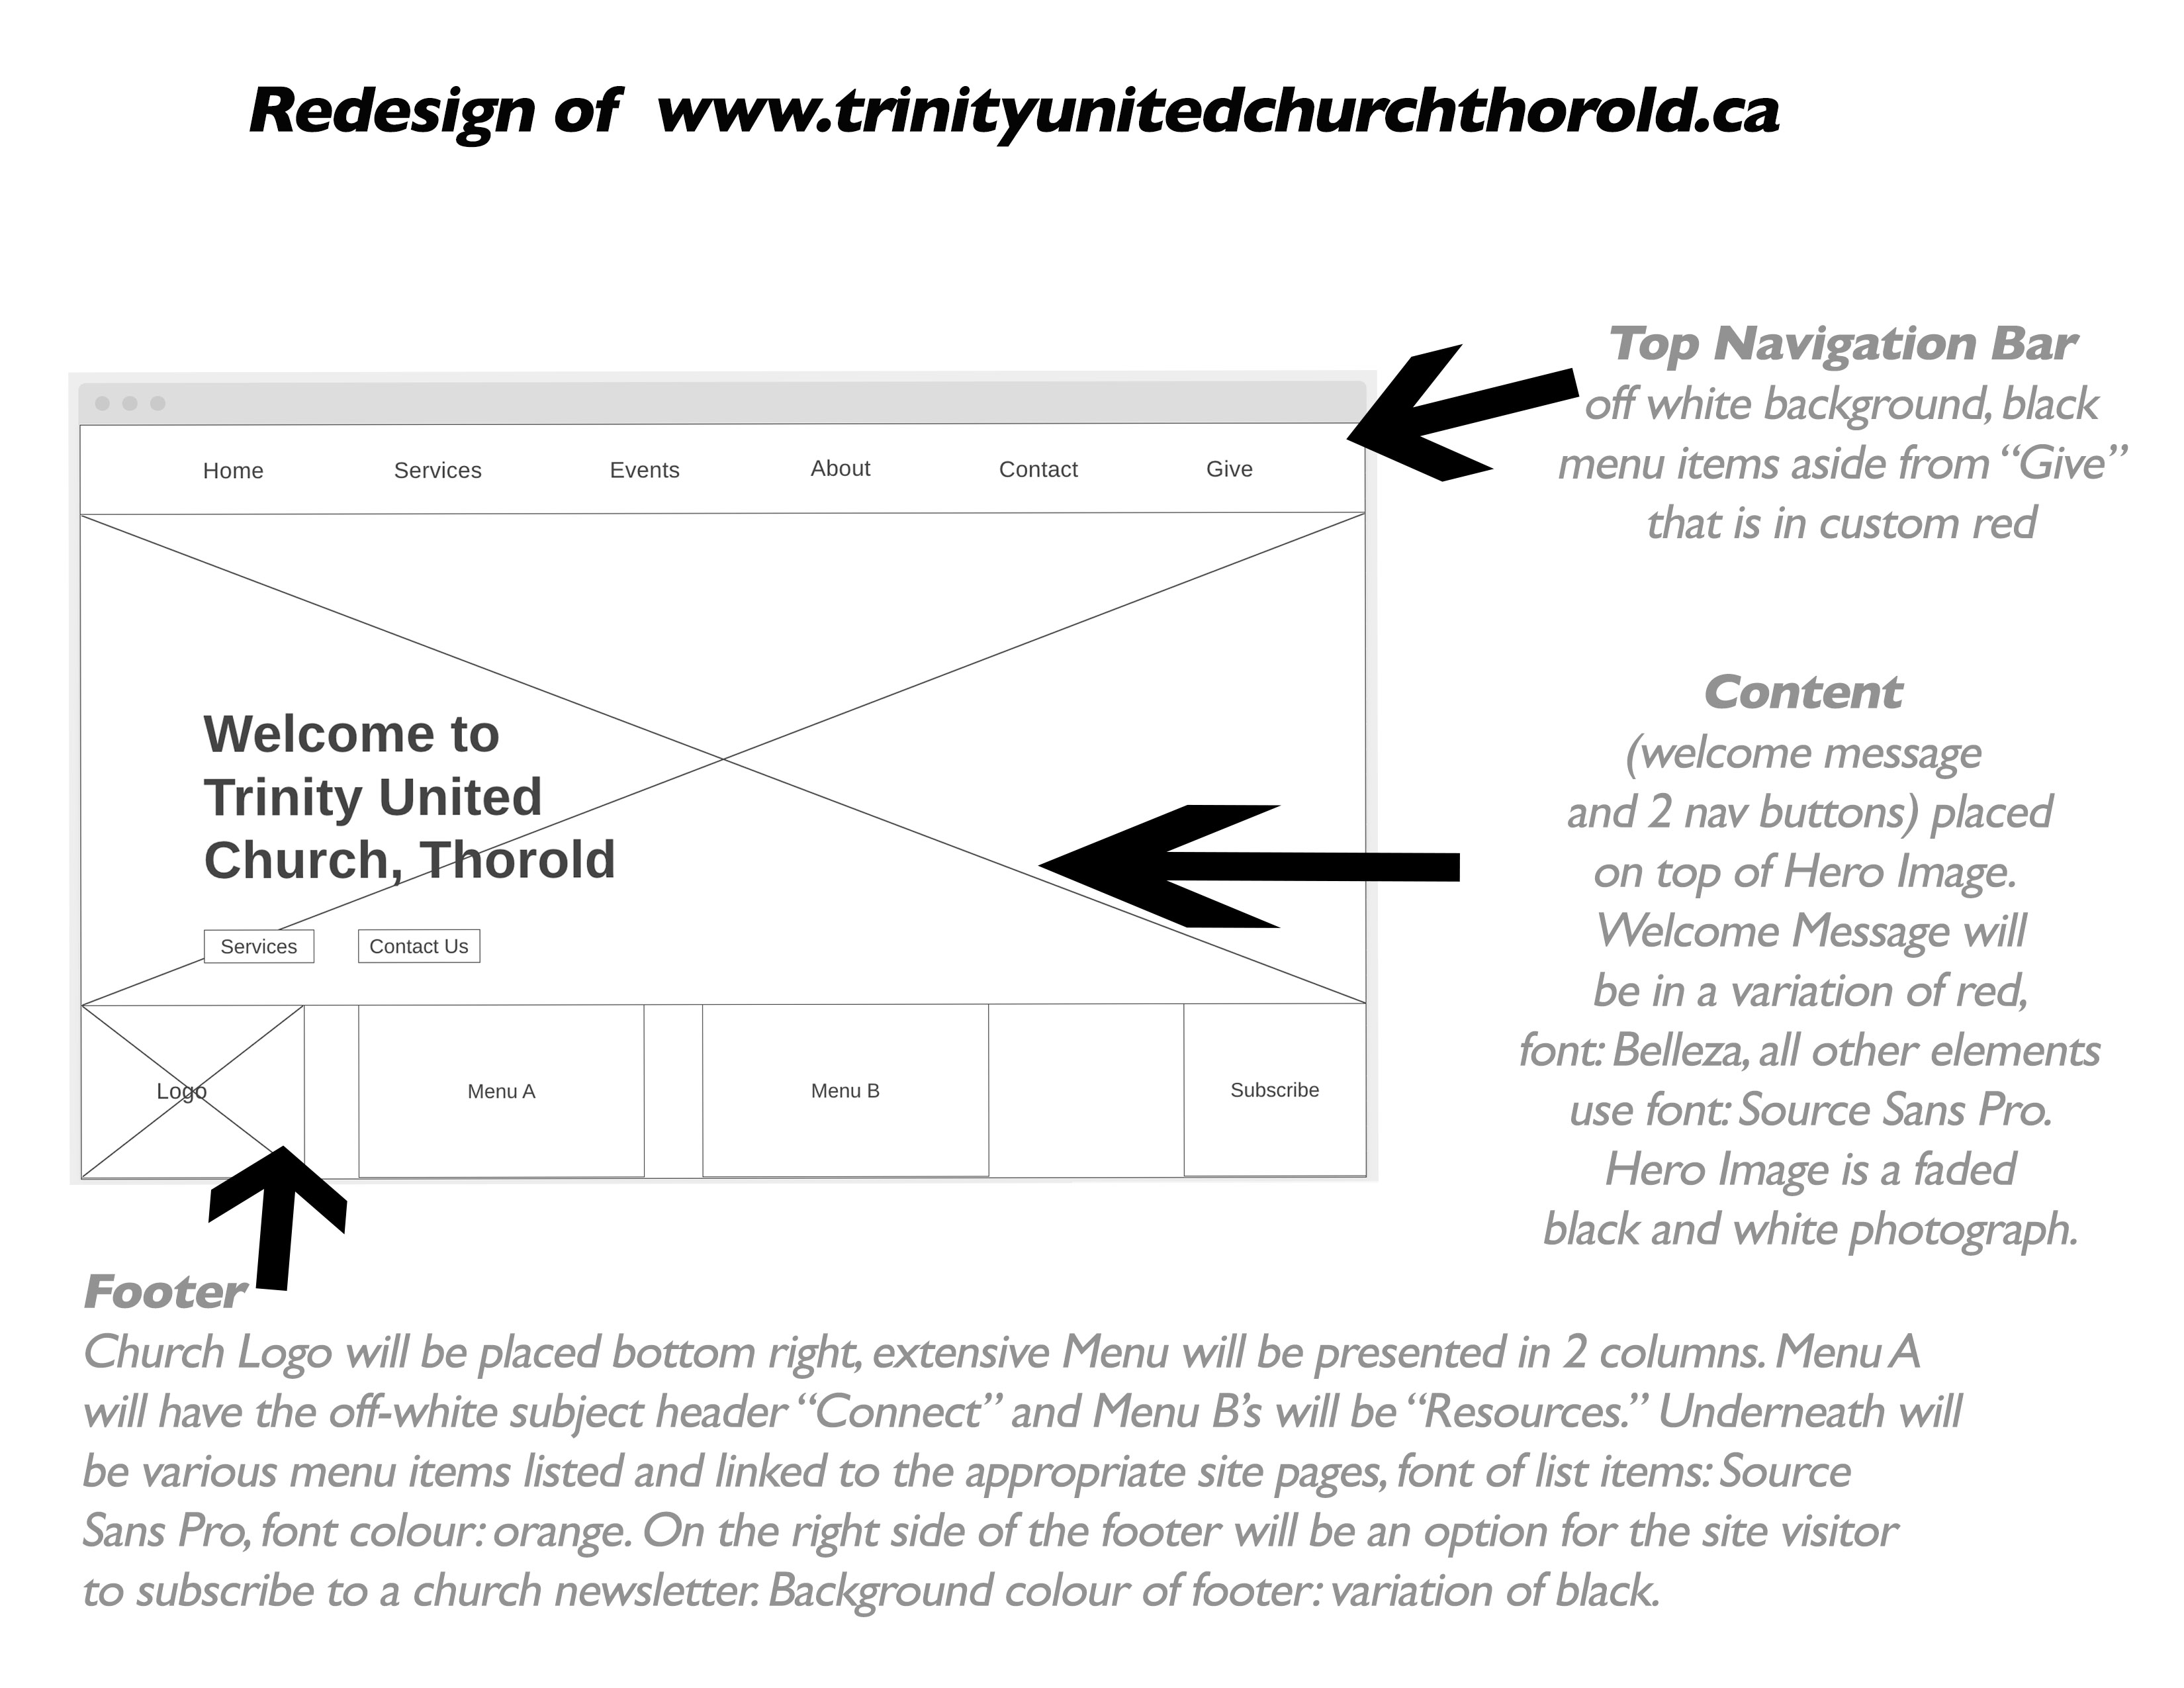 Redesign of www.trinityunitedchurchthorold.ca
Top Navigation Bar
off white background, black
menu items aside from “Give”
that is in custom red
Home Services Events About Contact Give
Welcome to
Trinity United
Church, Thorold
Services Contact Us
Logo Menu A Menu B Subscribe
Content
(welcome message
and 2 nav buttons) placed
on top of Hero Image.
Welcome Message will
be in a variation of red,
font: Belleza, all other elements
use font: Source Sans Pro.
Hero Image is a faded
black and white photograph.
Footer
Church Logo will be placed bottom right, extensive Menu will be presented in 2 columns. Menu A
will have the off-white subject header “Connect” and Menu B’s will be “Resources.” Underneath will
be various menu items listed and linked to the appropriate site pages, font of list items: Source
Sans Pro, font colour: orange. On the right side of the footer will be an option for the site visitor
to subscribe to a church newsletter. Background colour of footer: variation of black.